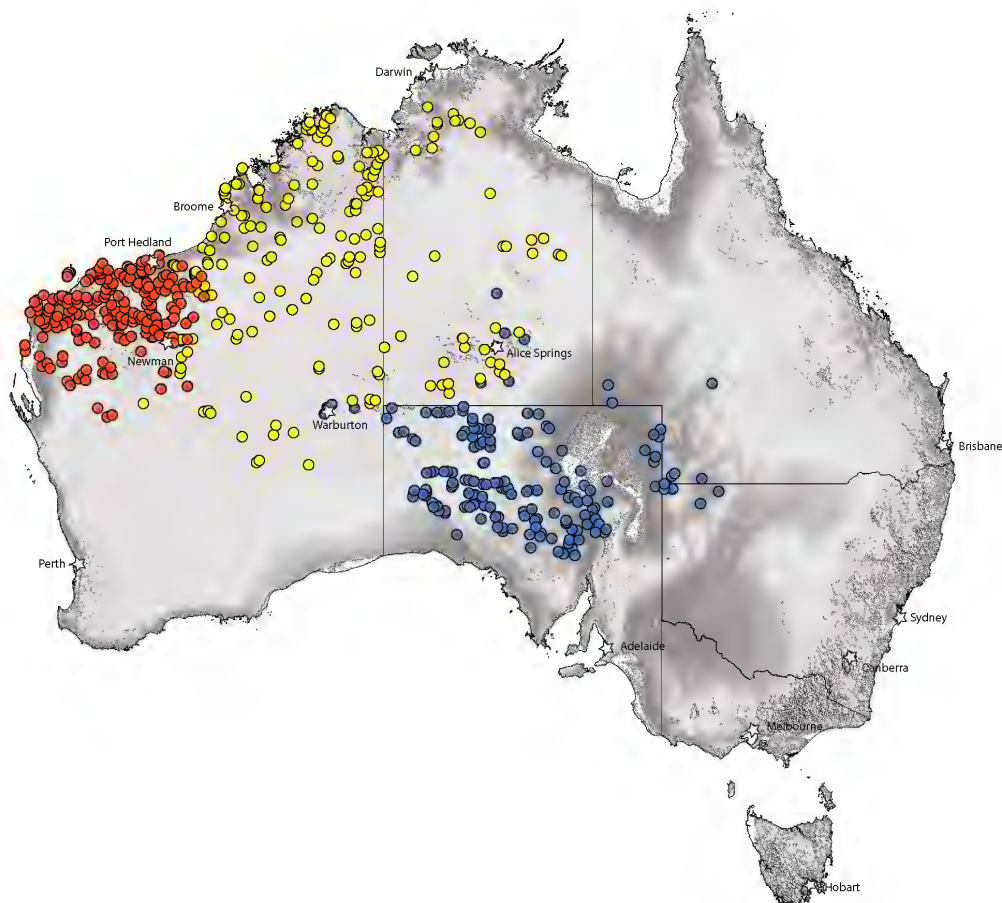 Darwin
Broome
Port Hedland
Newman
Alice Springs
Warburton
Brisbane
Perth
Sydney
Adelaide
Canberra
Melbourne
Hobart